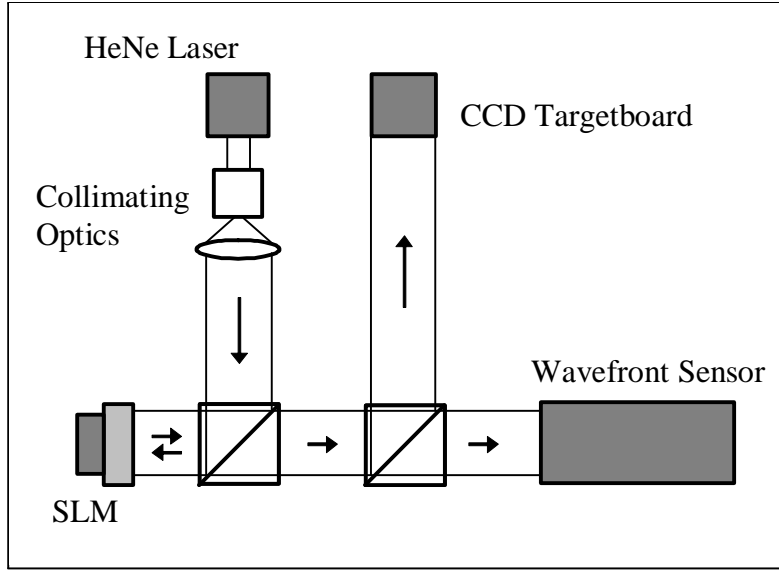 HeNe Laser
CCD Targetboard
Collimating
Optics
Wavefront Sensor
SLM